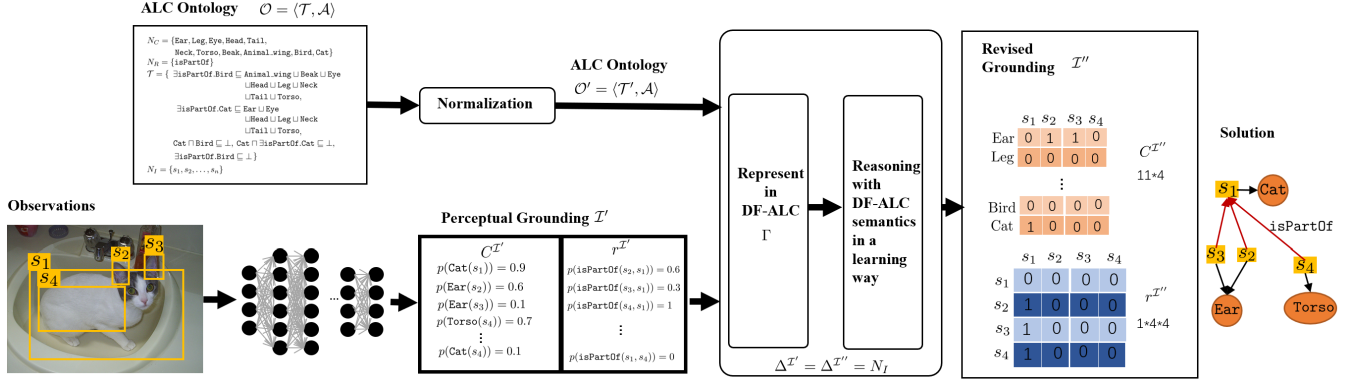 ALC Ontology 𝒪 = ⟨𝒯, 𝒜⟩
N_C = {Ear, Leg, Eye, Head, Tail,
Neck, Torso, Beak, Animal_wing, Bird, Cat}
N_R = {isPartOf}
𝒯 = { ∃isPartOf.Bird ⊑ Animal_wing ⊔ Beak ⊔ Eye
⊔Head ⊔ Leg ⊔ Neck
⊔Tail ⊔ Torso,
∃isPartOf.Cat ⊑ Ear ⊔ Eye
⊔Head ⊔ Leg ⊔ Neck
⊔Tail ⊔ Torso,
Cat ⊓ Bird ⊑ ⊥, Cat ⊓ ∃isPartOf.Cat ⊑ ⊥,
∃isPartOf.Bird ⊑ ⊥}
N_I = {s₁, s₂, ..., sₙ}
Normalization
ALC Ontology
𝒪′ = ⟨𝒯′, 𝒜⟩
Observations
s₁
s₂
s₃
s₄
Perceptual Grounding ℐ′
C^ℐ′
p(Cat(s₁)) = 0.9
p(Ear(s₂)) = 0.6
p(Ear(s₃)) = 0.1
p(Torso(s₄)) = 0.7
⋮
p(Cat(s₄)) = 0.1
r^ℐ′
p(isPartOf(s₂, s₁)) = 0.6
p(isPartOf(s₃, s₁)) = 0.3
p(isPartOf(s₄, s₁)) = 1
⋮
p(isPartOf(s₁, s₄)) = 0
Represent
in
DF-ALC
Γ
Reasoning
with
DF-ALC
semantics
in a
learning
way
Δ^ℐ′ = Δ^ℐ″ = N_I
Revised
Grounding ℐ″
s₁ s₂ s₃ s₄
Ear 0 1 1 0
Leg 0 0 0 0
⋮
Bird 0 0 0 0
Cat 1 0 0 0
C^ℐ″
11*4
s₁ s₂ s₃ s₄
s₁ 0 0 0 0
s₂ 1 0 0 0
s₃ 1 0 0 0
s₄ 1 0 0 0
r^ℐ″
1*4*4
Solution
s₁ Cat
isPartOf
s₃ s₂ s₄
Ear Torso